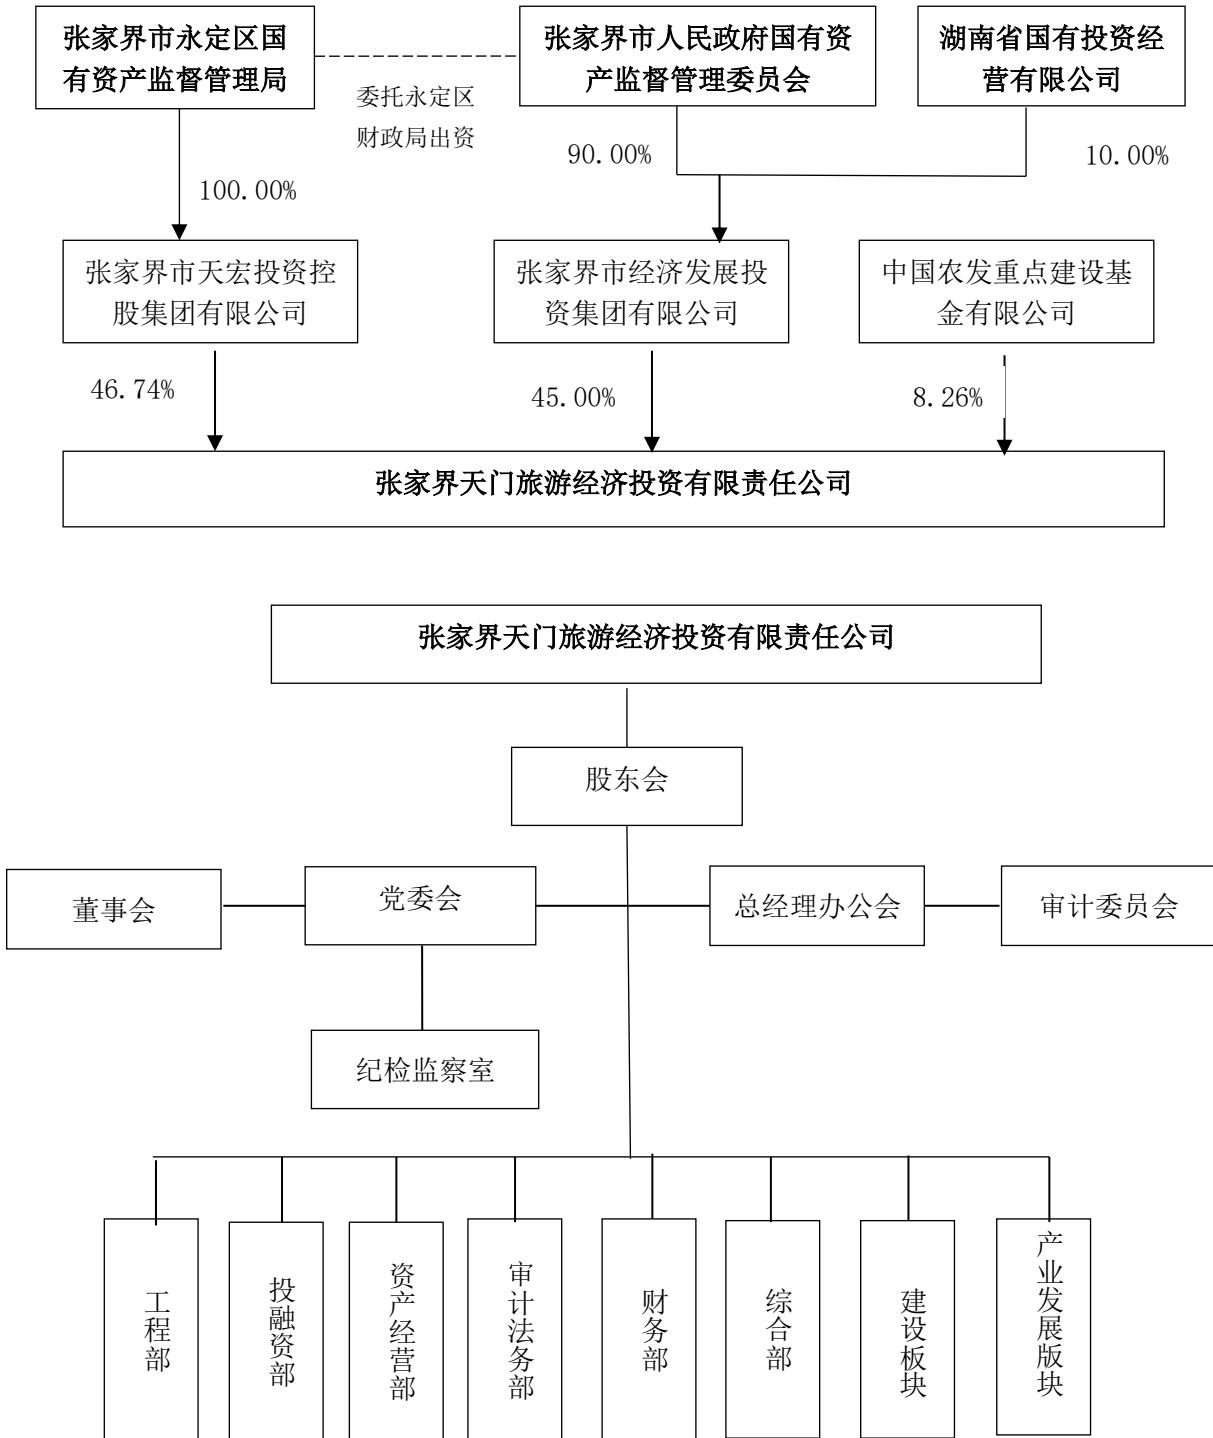 张家界市永定区国
有资产监督管理局
委托永定区
财政局出资
张家界市人民政府国有资
产监督管理委员会
湖南省国有投资经
营有限公司
100.00%
90.00%
10.00%
张家界市天宏投资控
股集团有限公司
张家界市经济发展投
资集团有限公司
中国农发重点建设基
金有限公司
46.74%
45.00%
8.26%
张家界天门旅游经济投资有限责任公司
张家界天门旅游经济投资有限责任公司
股东会
董事会
党委会
总经理办公会
审计委员会
纪检监察室
工程部
投融资部
资产经营部
审计法务部
财务部
综合部
建设板块
产业发展版块